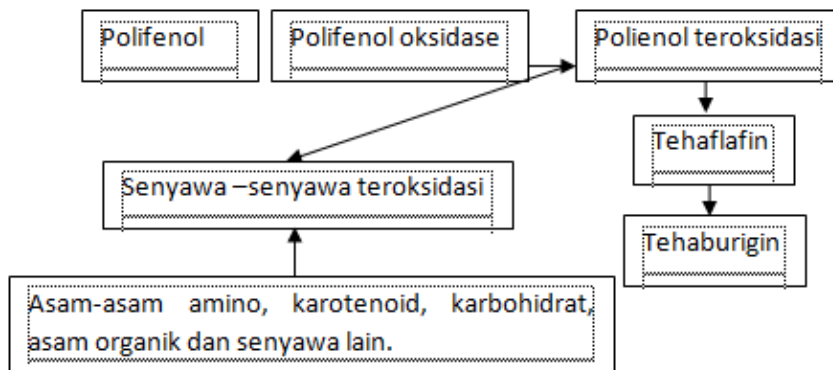 Polifenol
Polifenol oksidase
Polienol teroksidasi
Tehaflafin
Senyawa –senyawa teroksidasi
Tehaburigin
Asam-asam amino, karotenoid, karbohidrat,
asam organik dan senyawa lain.